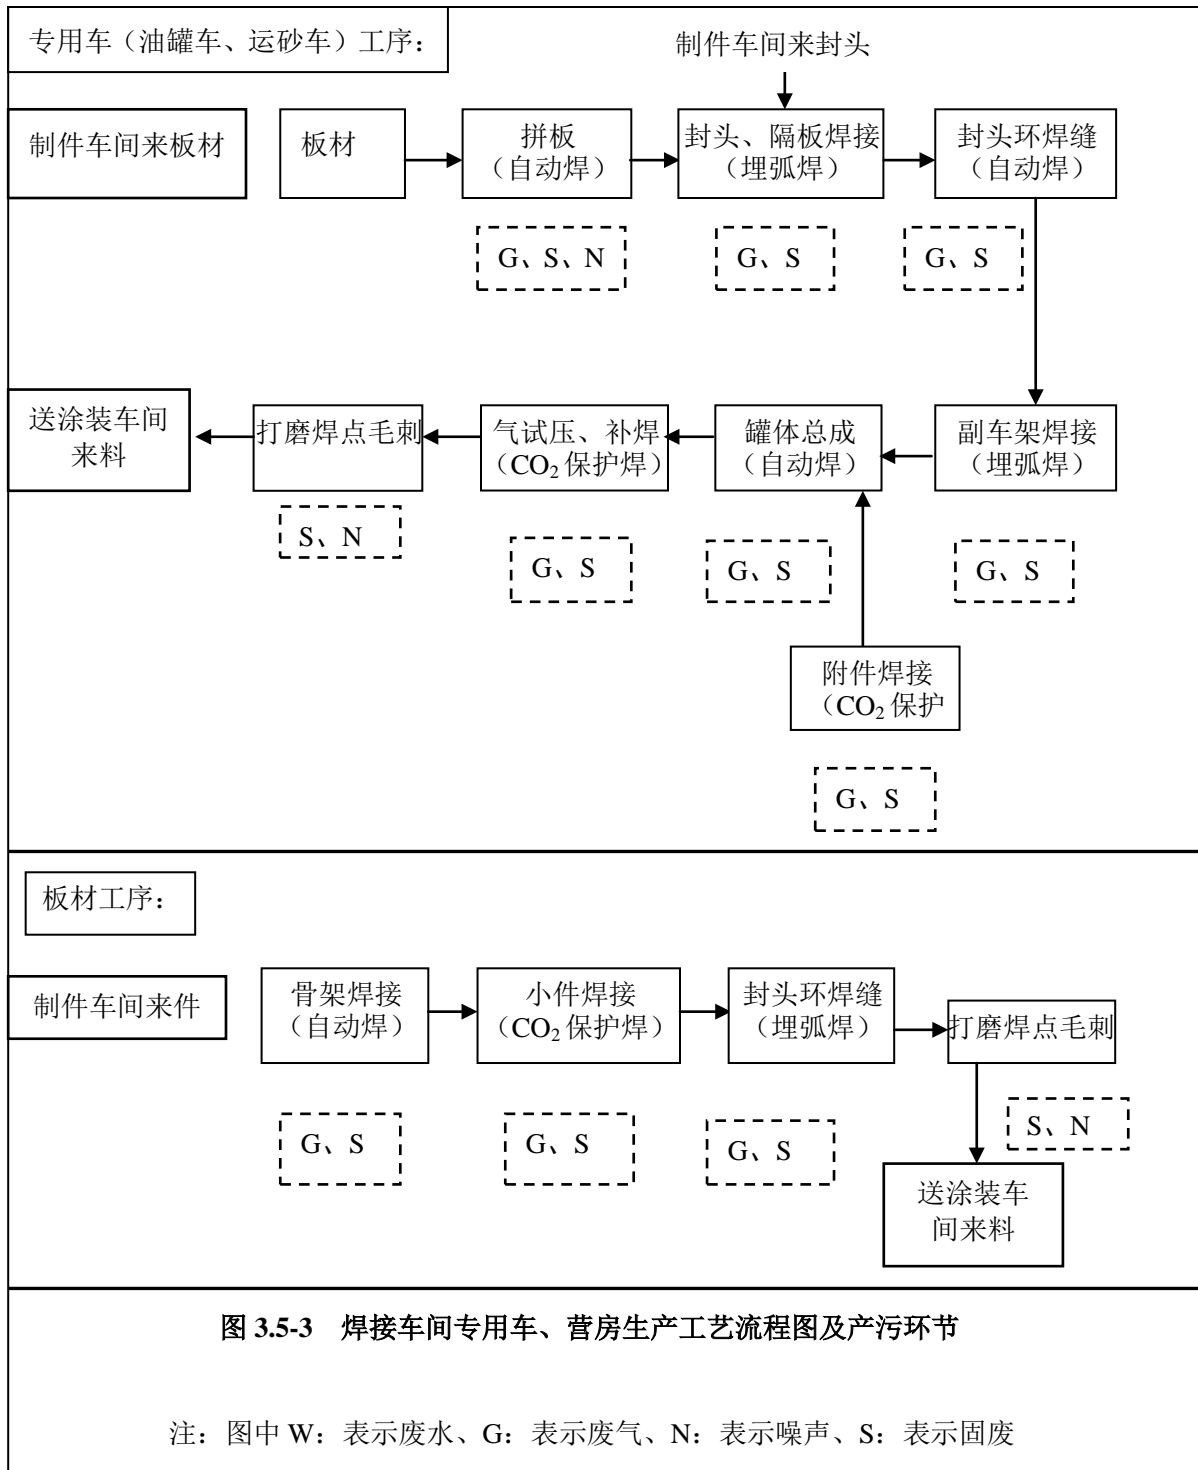 专用车（油罐车、运砂车）工序：
制件车间来封头
制件车间来板材
板材
拼板
（自动焊）
封头、隔板焊接
（埋弧焊）
封头环焊缝
（自动焊）
G、S、N
G、S
G、S
送涂装车间
来料
打磨焊点毛刺
气试压、补焊
（CO₂保护焊）
罐体总成
（自动焊）
副车架焊接
（埋弧焊）
S、N
G、S
G、S
G、S
附件焊接
（CO₂保护
G、S
板材工序：
制件车间来件
骨架焊接
（自动焊）
小件焊接
（CO₂保护焊）
封头环焊缝
（埋弧焊）
打磨焊点毛刺
G、S
G、S
G、S
S、N
送涂装车
间来料
图 3.5-3 焊接车间专用车、营房生产工艺流程图及产污环节
注：图中 W：表示废水、G：表示废气、N：表示噪声、S：表示固废